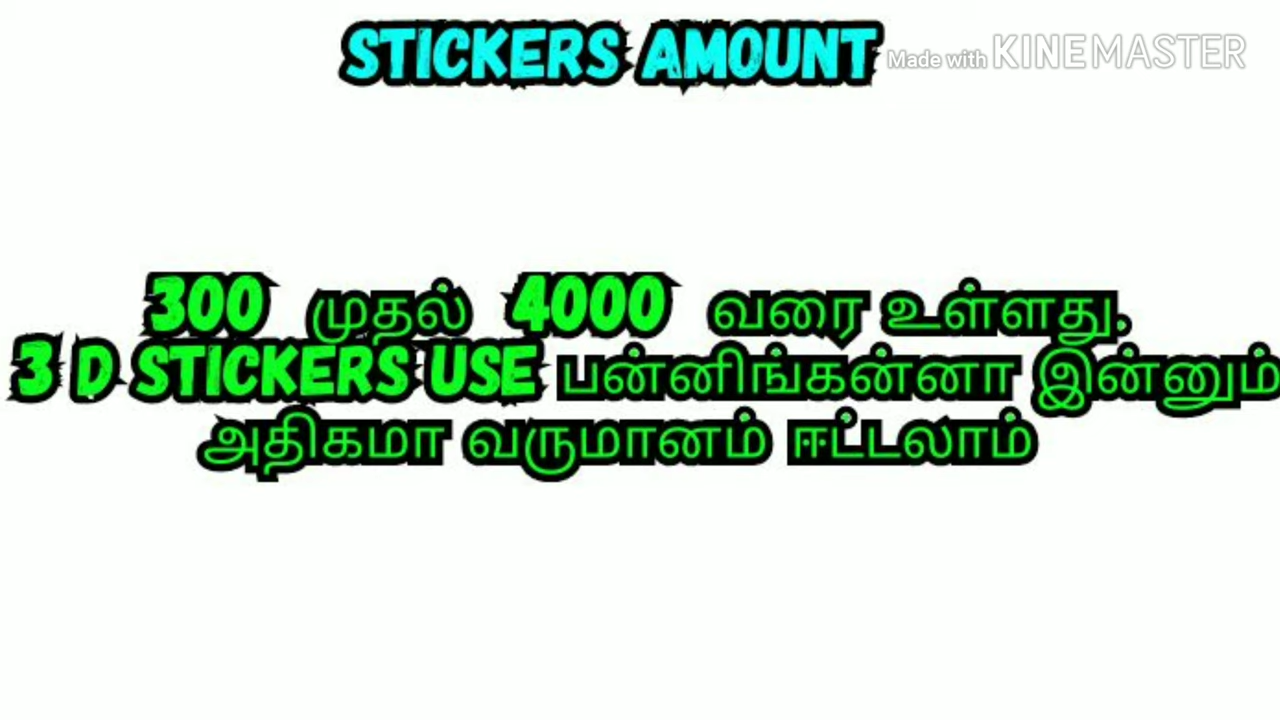 STICKERS AMOUNT
Made with KINEMASTER
300 முதல் 4000 வரை உள்ளது.
3 D STICKERS USE பன்னிங்கன்னா இன்னும்
அதிகமா வருமானம் ஈட்டலாம்